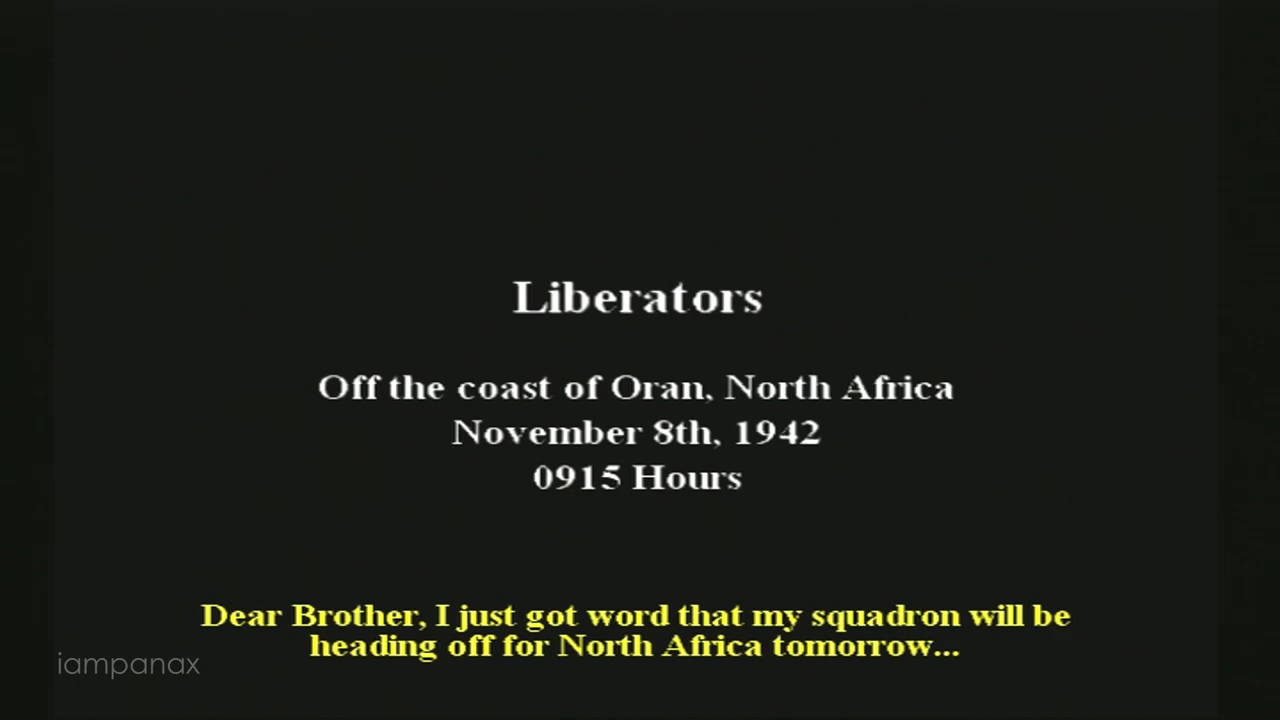 Liberators
Off the coast of Oran, North Africa
November 8th, 1942
0915 Hours
Dear Brother, I just got word that my squadron will be
heading off for North Africa tomorrow...
iampanax